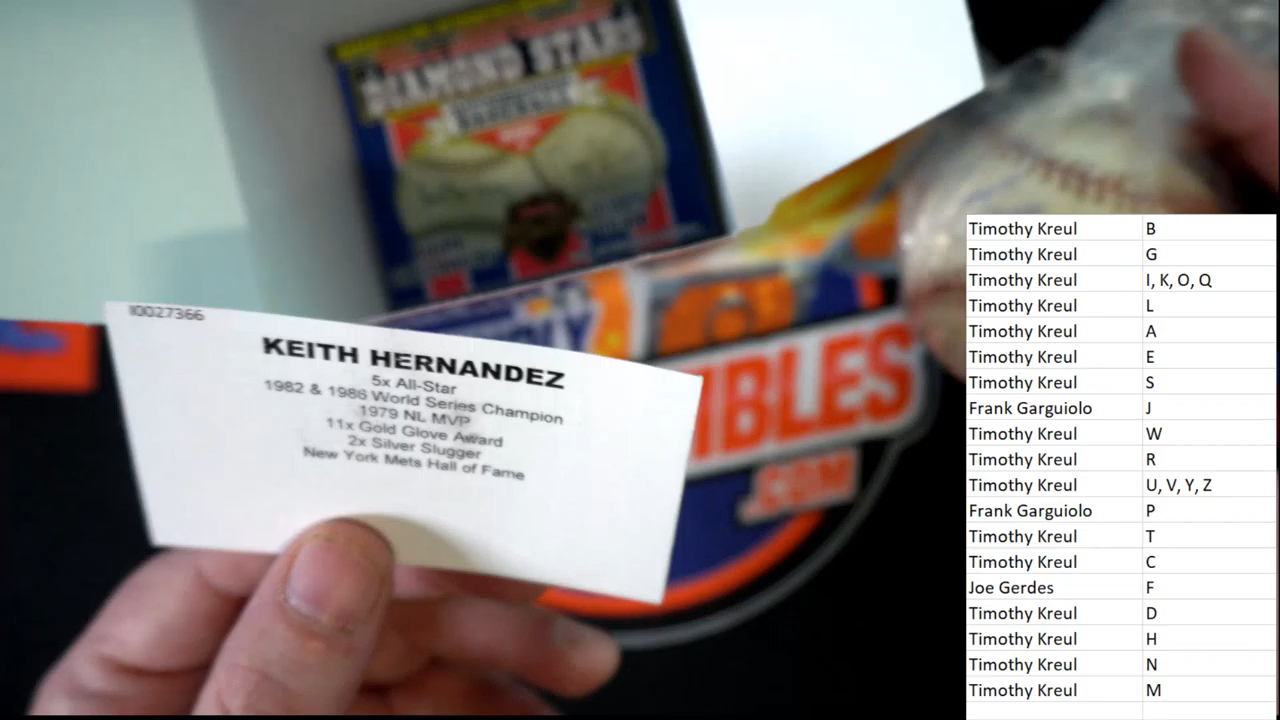 DIAMOND STARS
10027366
KEITH HERNANDEZ
5x All-Star
1982 & 1986 World Series Champion
1979 NL MVP
11x Gold Glove Award
2x Silver Slugger
New York Mets Hall of Fame
IBLES
.COM
Timothy Kreul B
Timothy Kreul G
Timothy Kreul I, K, O, Q
Timothy Kreul L
Timothy Kreul A
Timothy Kreul E
Timothy Kreul S
Frank Garguiolo J
Timothy Kreul W
Timothy Kreul R
Timothy Kreul U, V, Y, Z
Frank Garguiolo P
Timothy Kreul T
Timothy Kreul C
Joe Gerdes F
Timothy Kreul D
Timothy Kreul H
Timothy Kreul N
Timothy Kreul M